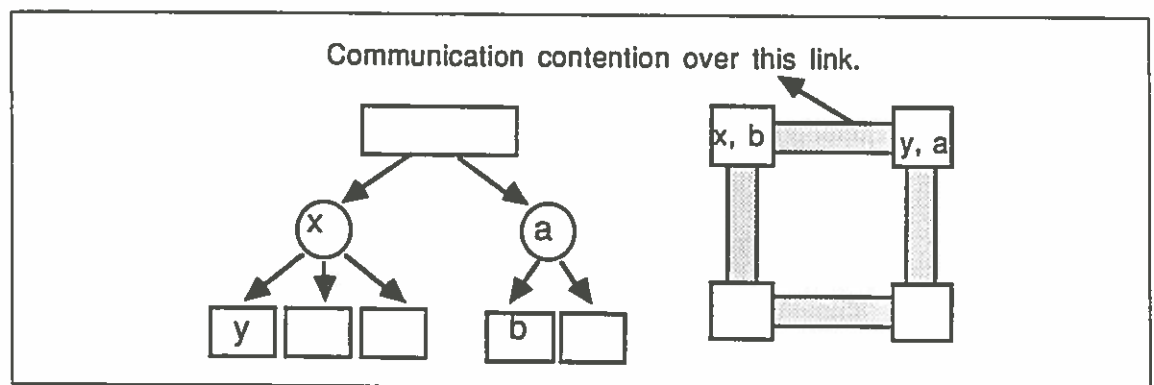 Communication contention over this link.
x, b
y, a
x
a
y
b